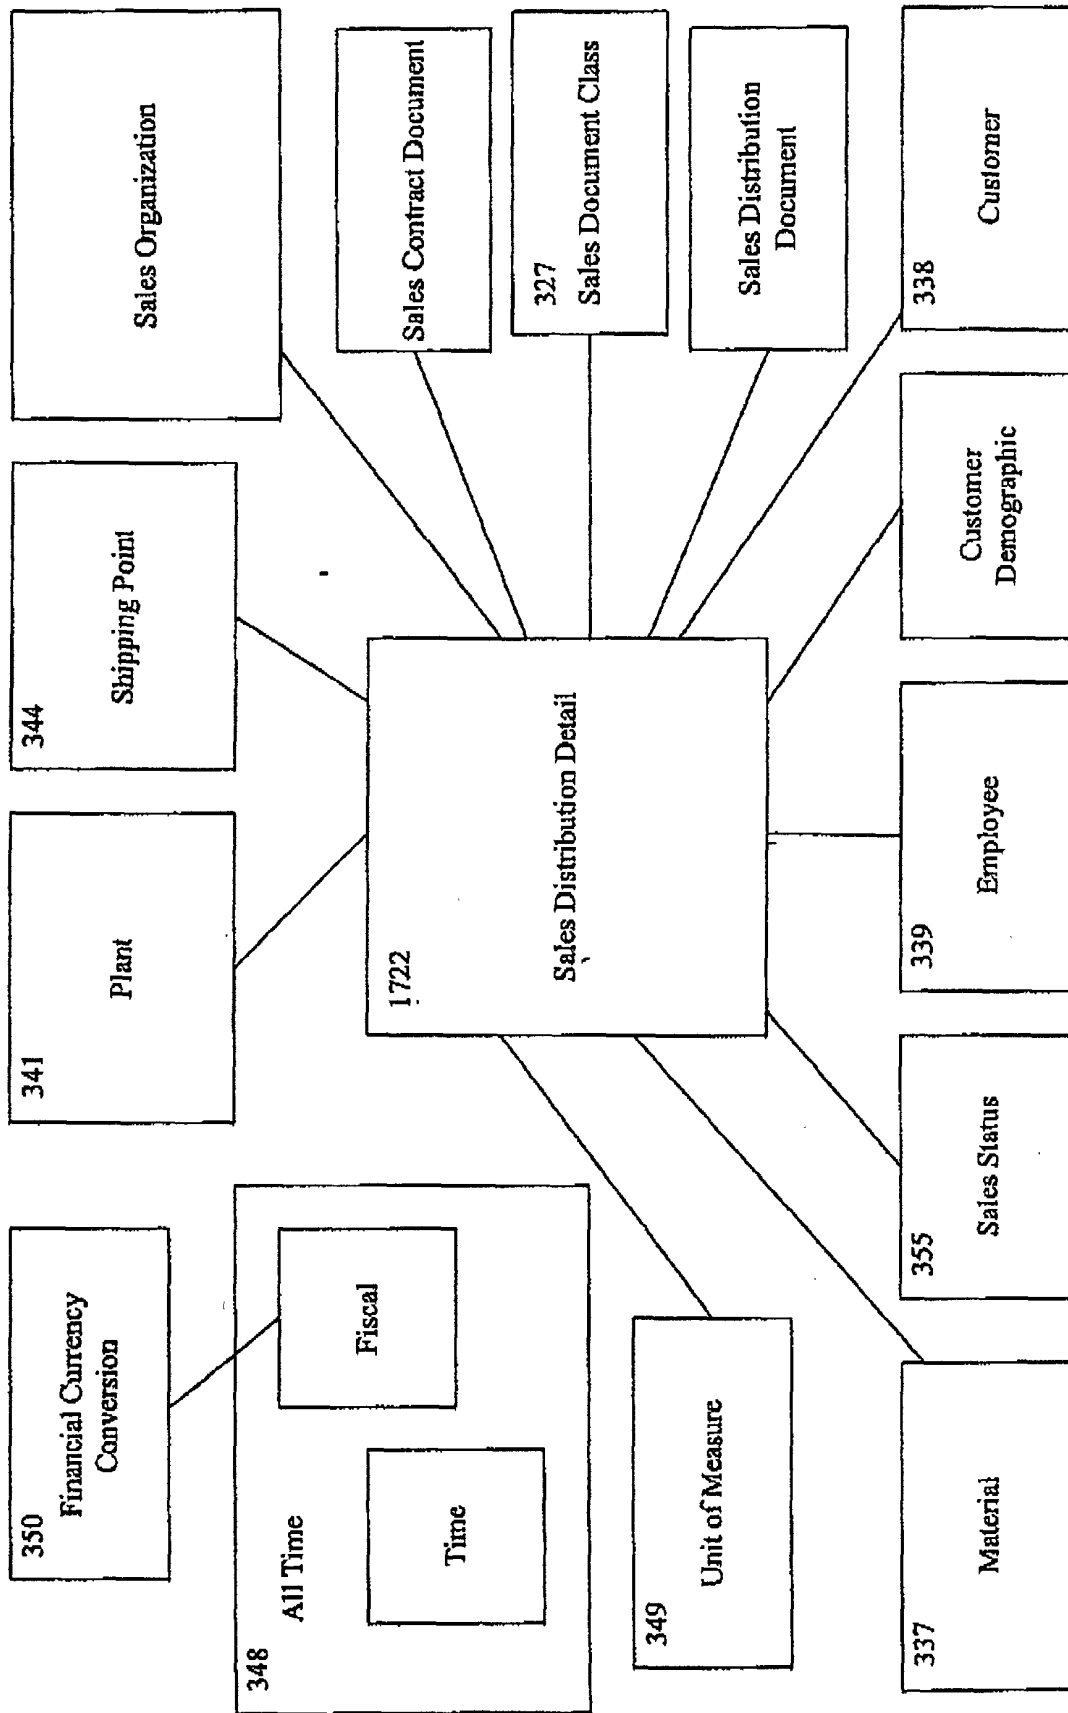 350
Financial Currency
Conversion
341
Plant
344
Shipping Point
Sales Organization
348
All Time
Time
Fiscal
1722
Sales Distribution Detail
Sales Contract Document
327
Sales Document Class
Sales Distribution
Document
349
Unit of Measure
337
Material
355
Sales Status
339
Employee
Customer
Demographic
338
Customer